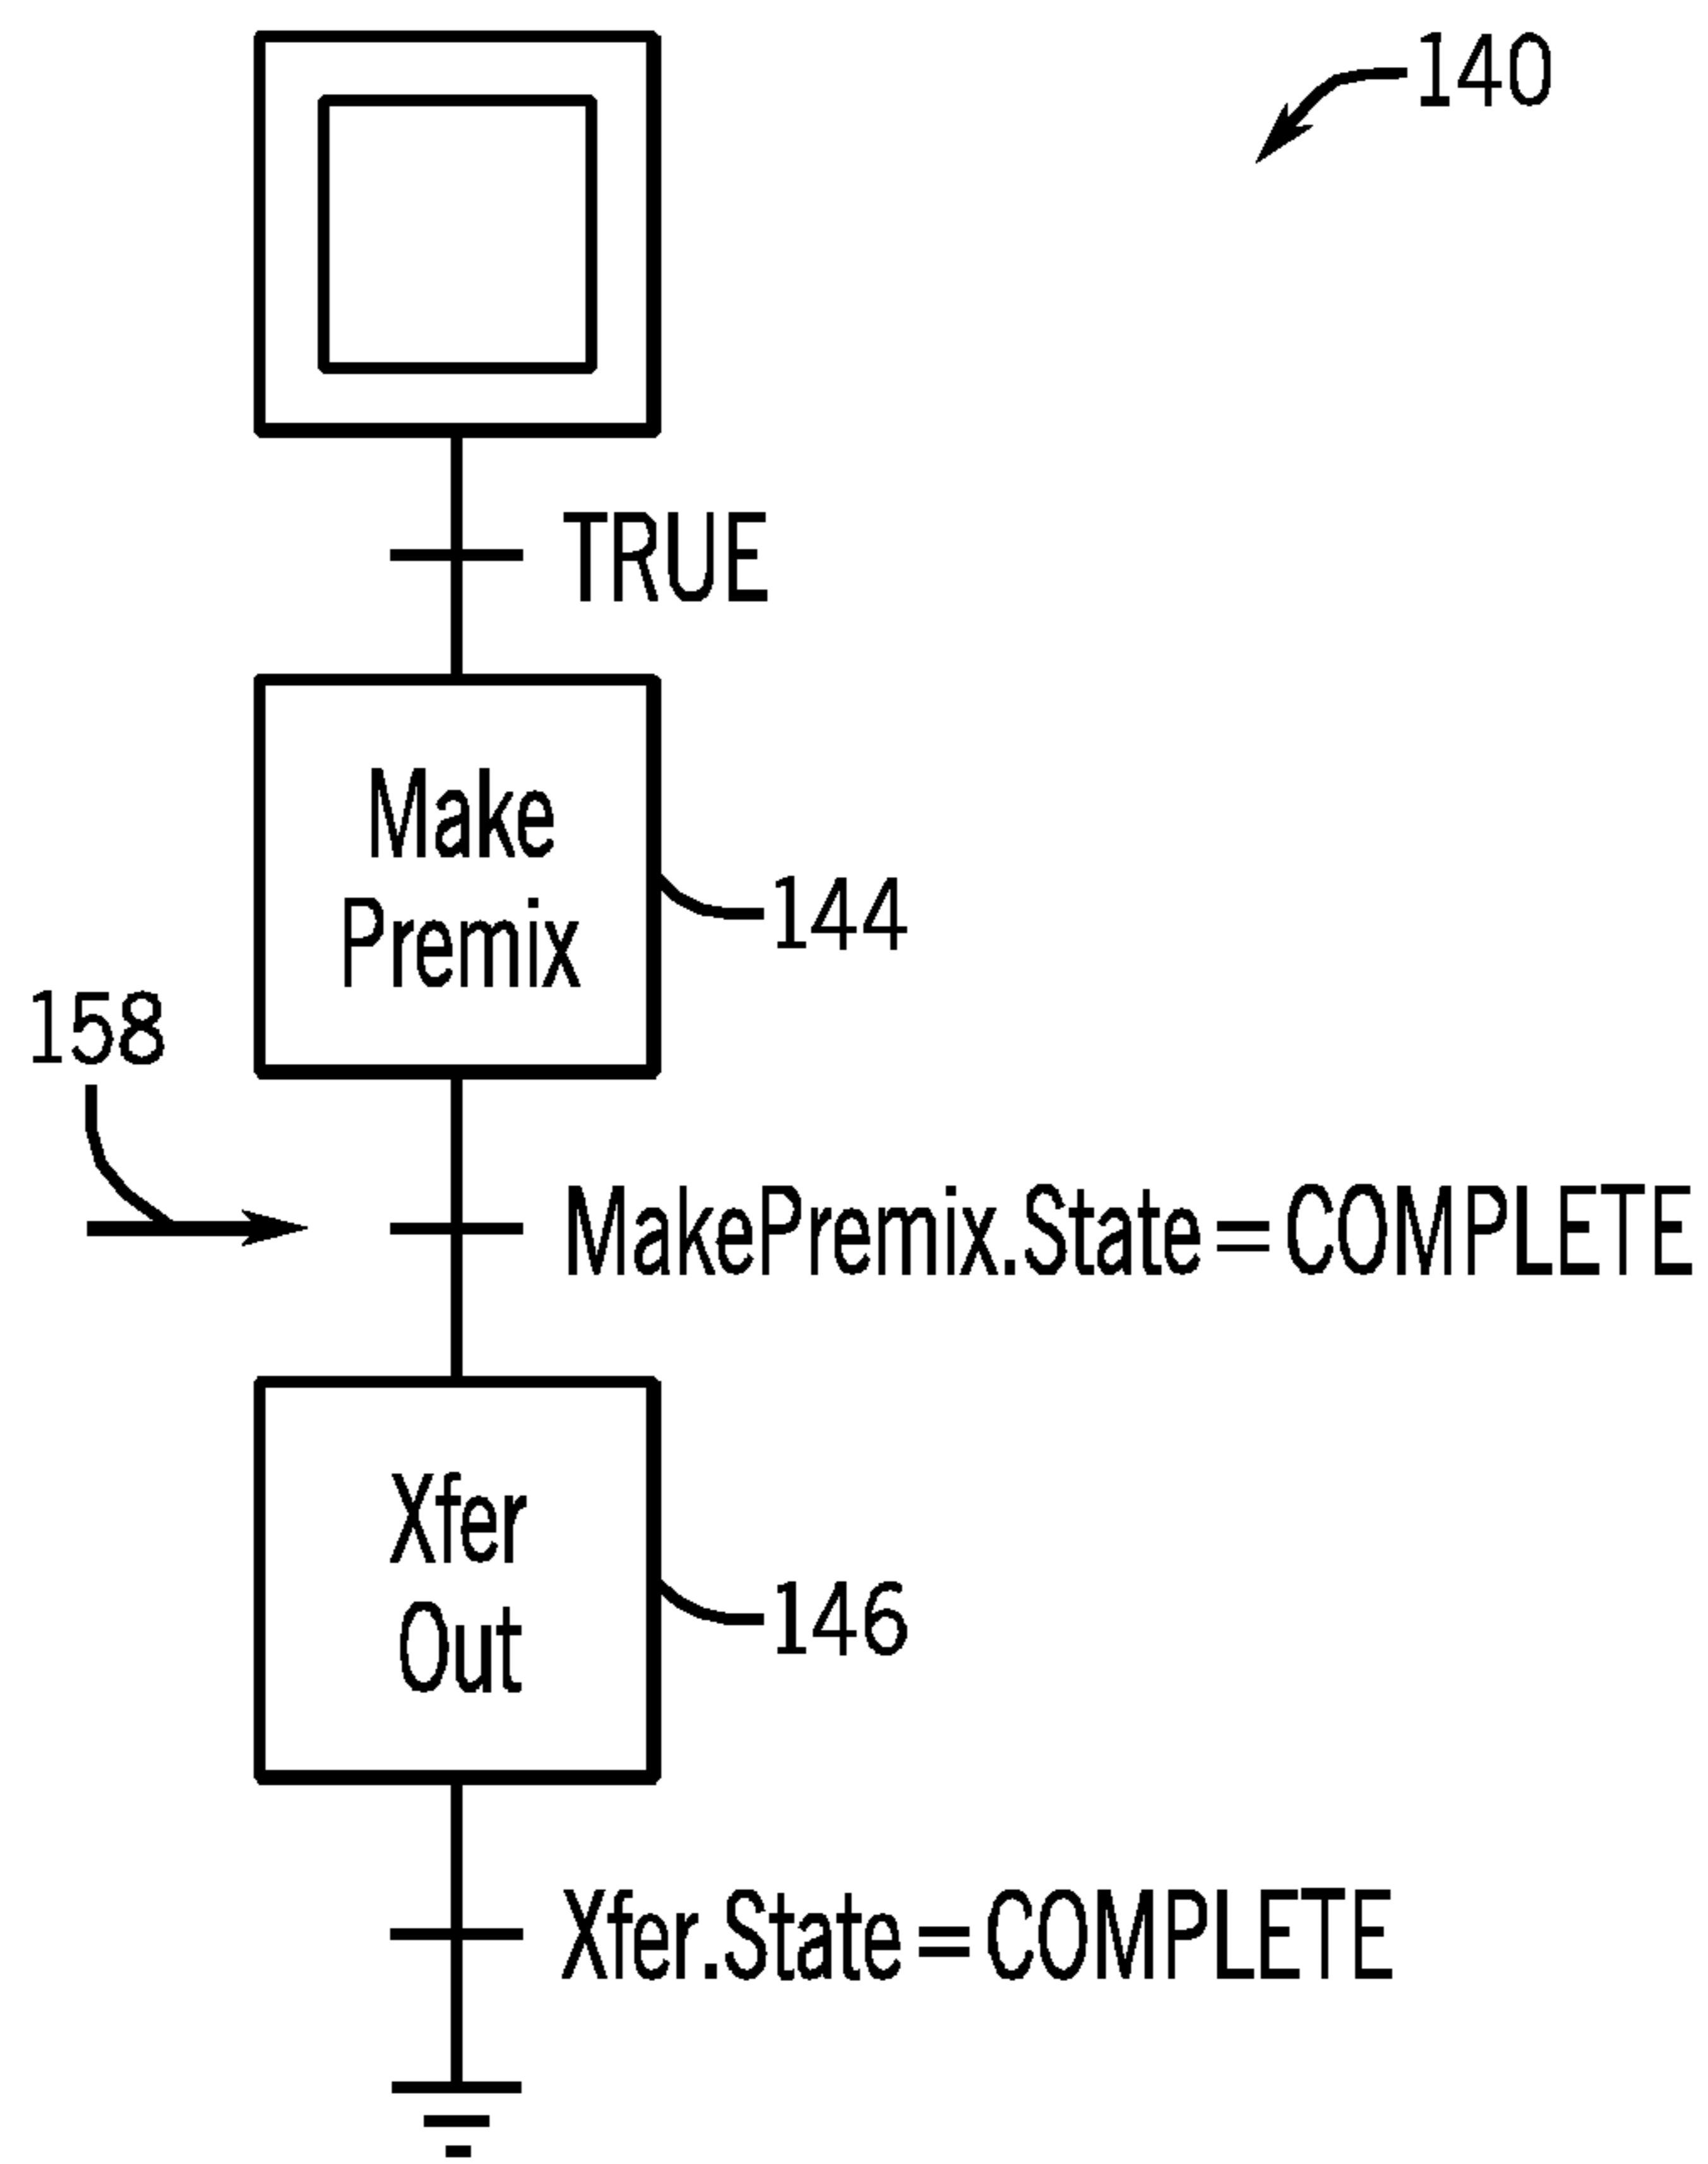 140
TRUE
Make
Premix
144
158
MakePremix.State=COMPLETE
Xfer
Out
146
Xfer.State=COMPLETE